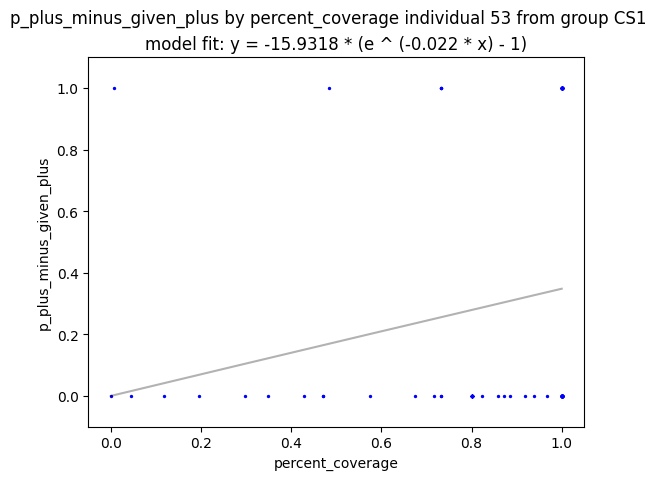 p_plus_minus_given_plus by percent_coverage individual 53 from group CS1
model fit: y = -15.9318 * (e ^ (-0.022 * x) - 1)
1.0
0.8
0.6
0.4
0.2
0.0
p_plus_minus_given_plus
0.0 0.2 0.4 0.6 0.8 1.0
percent_coverage